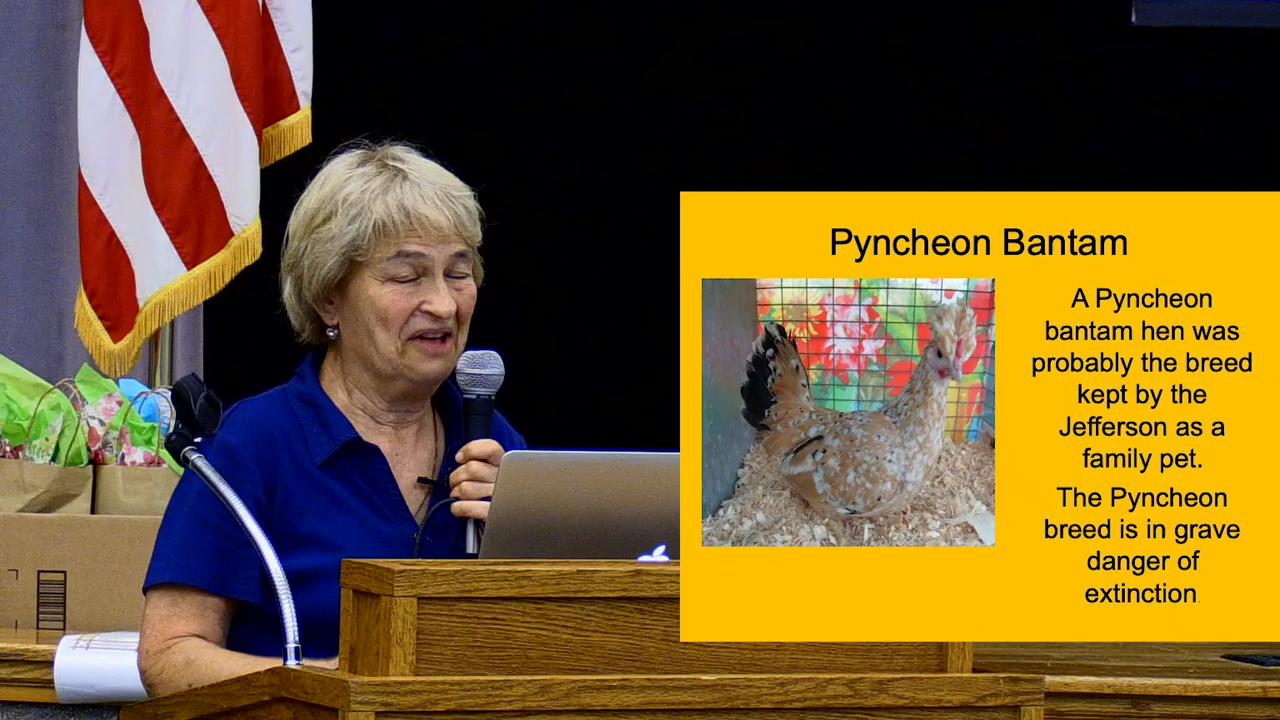 Pyncheon Bantam
A Pyncheon
bantam hen was
probably the breed
kept by the
Jefferson as a
family pet.
The Pyncheon
breed is in grave
danger of
extinction.